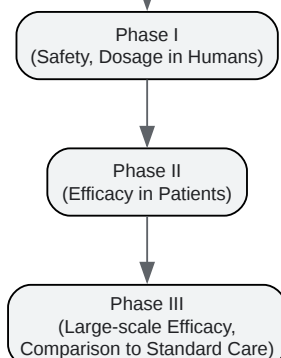 Phase I
(Safety, Dosage in Humans)
Phase II
(Efficacy in Patients)
Phase III
(Large-scale Efficacy,
Comparison to Standard Care)